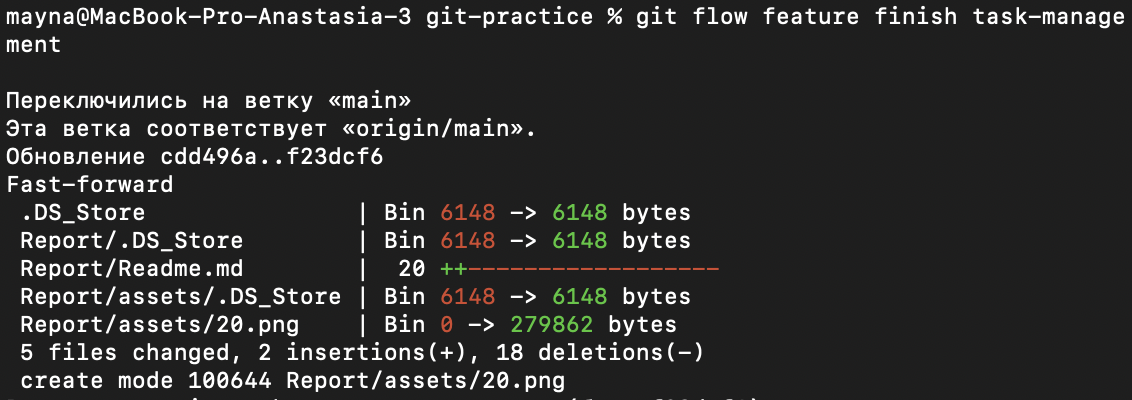 mayna@MacBook-Pro-Anastasia-3 git-practice % git flow feature finish task-manage
ment
Переключились на ветку «main»
Эта ветка соответствует «origin/main».
Обновление cdd496a..f23dcf6
Fast-forward
 .DS_Store               | Bin 6148 -> 6148 bytes
 Report/.DS_Store        | Bin 6148 -> 6148 bytes
 Report/Readme.md        |  20 ++------------------
 Report/assets/.DS_Store | Bin 6148 -> 6148 bytes
 Report/assets/20.png    | Bin 0 -> 279862 bytes
 5 files changed, 2 insertions(+), 18 deletions(-)
 create mode 100644 Report/assets/20.png